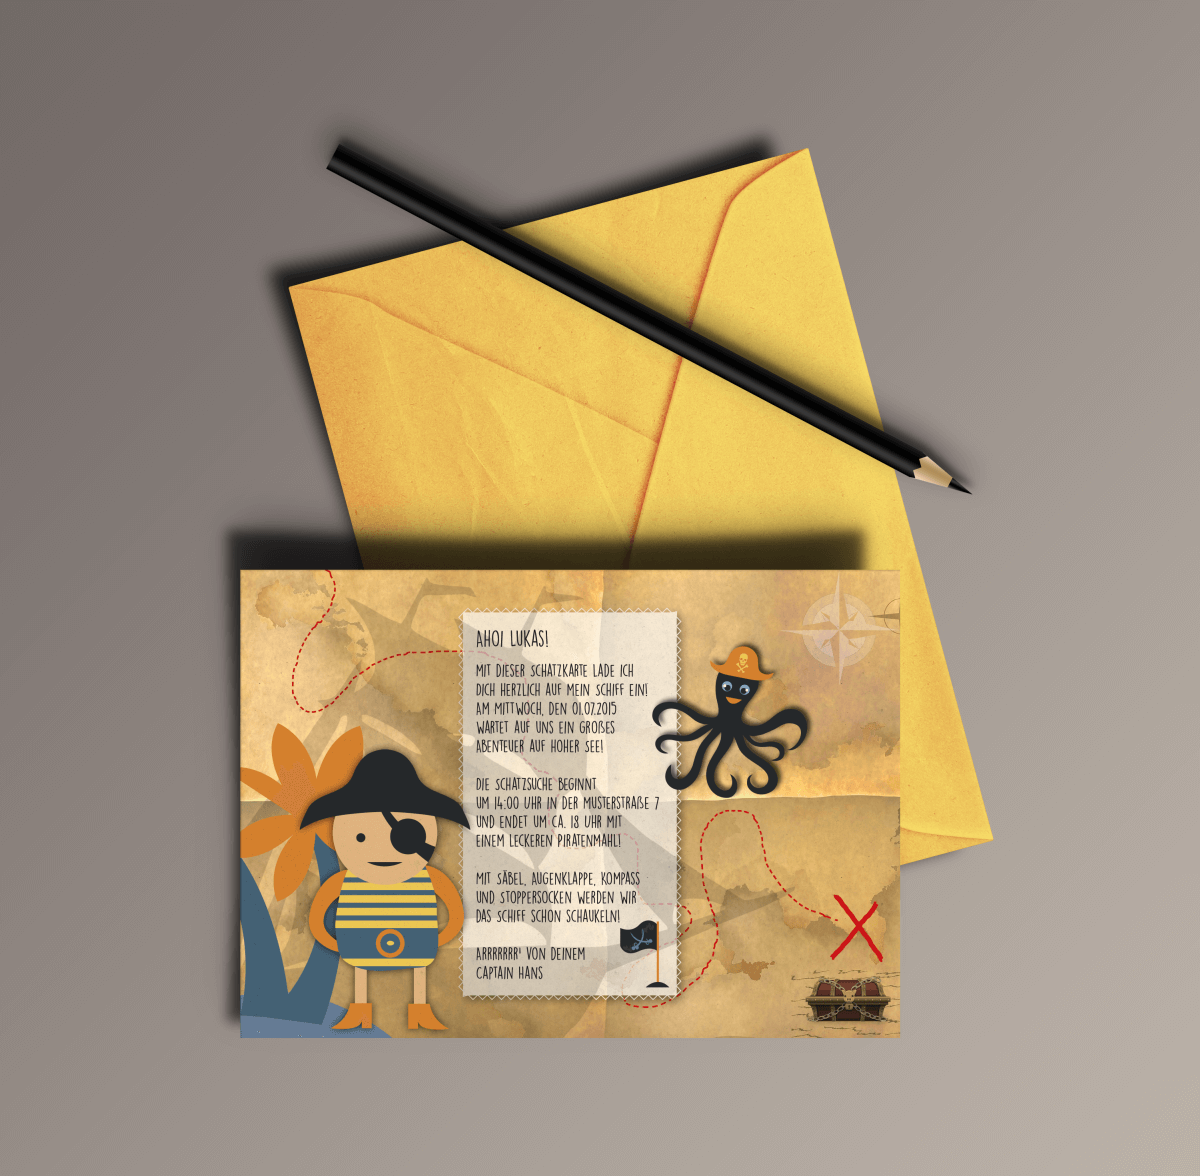 AHOI LUKAS!
MIT DIESER SCHATZKARTE LADE ICH
DICH HERZLICH AUF MEIN SCHIFF EIN!
AM MITTWOCH, DEN 01.07.2015
WARTET AUF UNS EIN GROßES
ABENTEUER AUF HOHER SEE!
DIE SCHATZSUCHE BEGINNT
UM 14:00 UHR IN DER MUSTERSTRAßE 7
UND ENDET UM CA. 18 UHR MIT
EINEM LECKEREN PIRATENMAHL!
MIT SÄBEL, AUGENKLAPPE, KOMPASS
UND STOPPERSOCKEN WERDEN WIR
DAS SCHIFF SCHON SCHAUKELN!
ARRRRRRR! VON DEINEM
CAPTAIN HANS